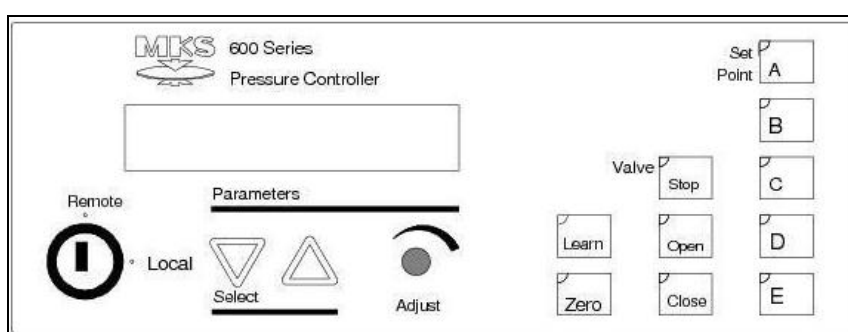 MKS 600 Series
Pressure Controller
Set
Point
A
B
Valve
Stop
C
Remote
Parameters
Local
Select
Adjust
Learn
Open
D
Zero
Close
E